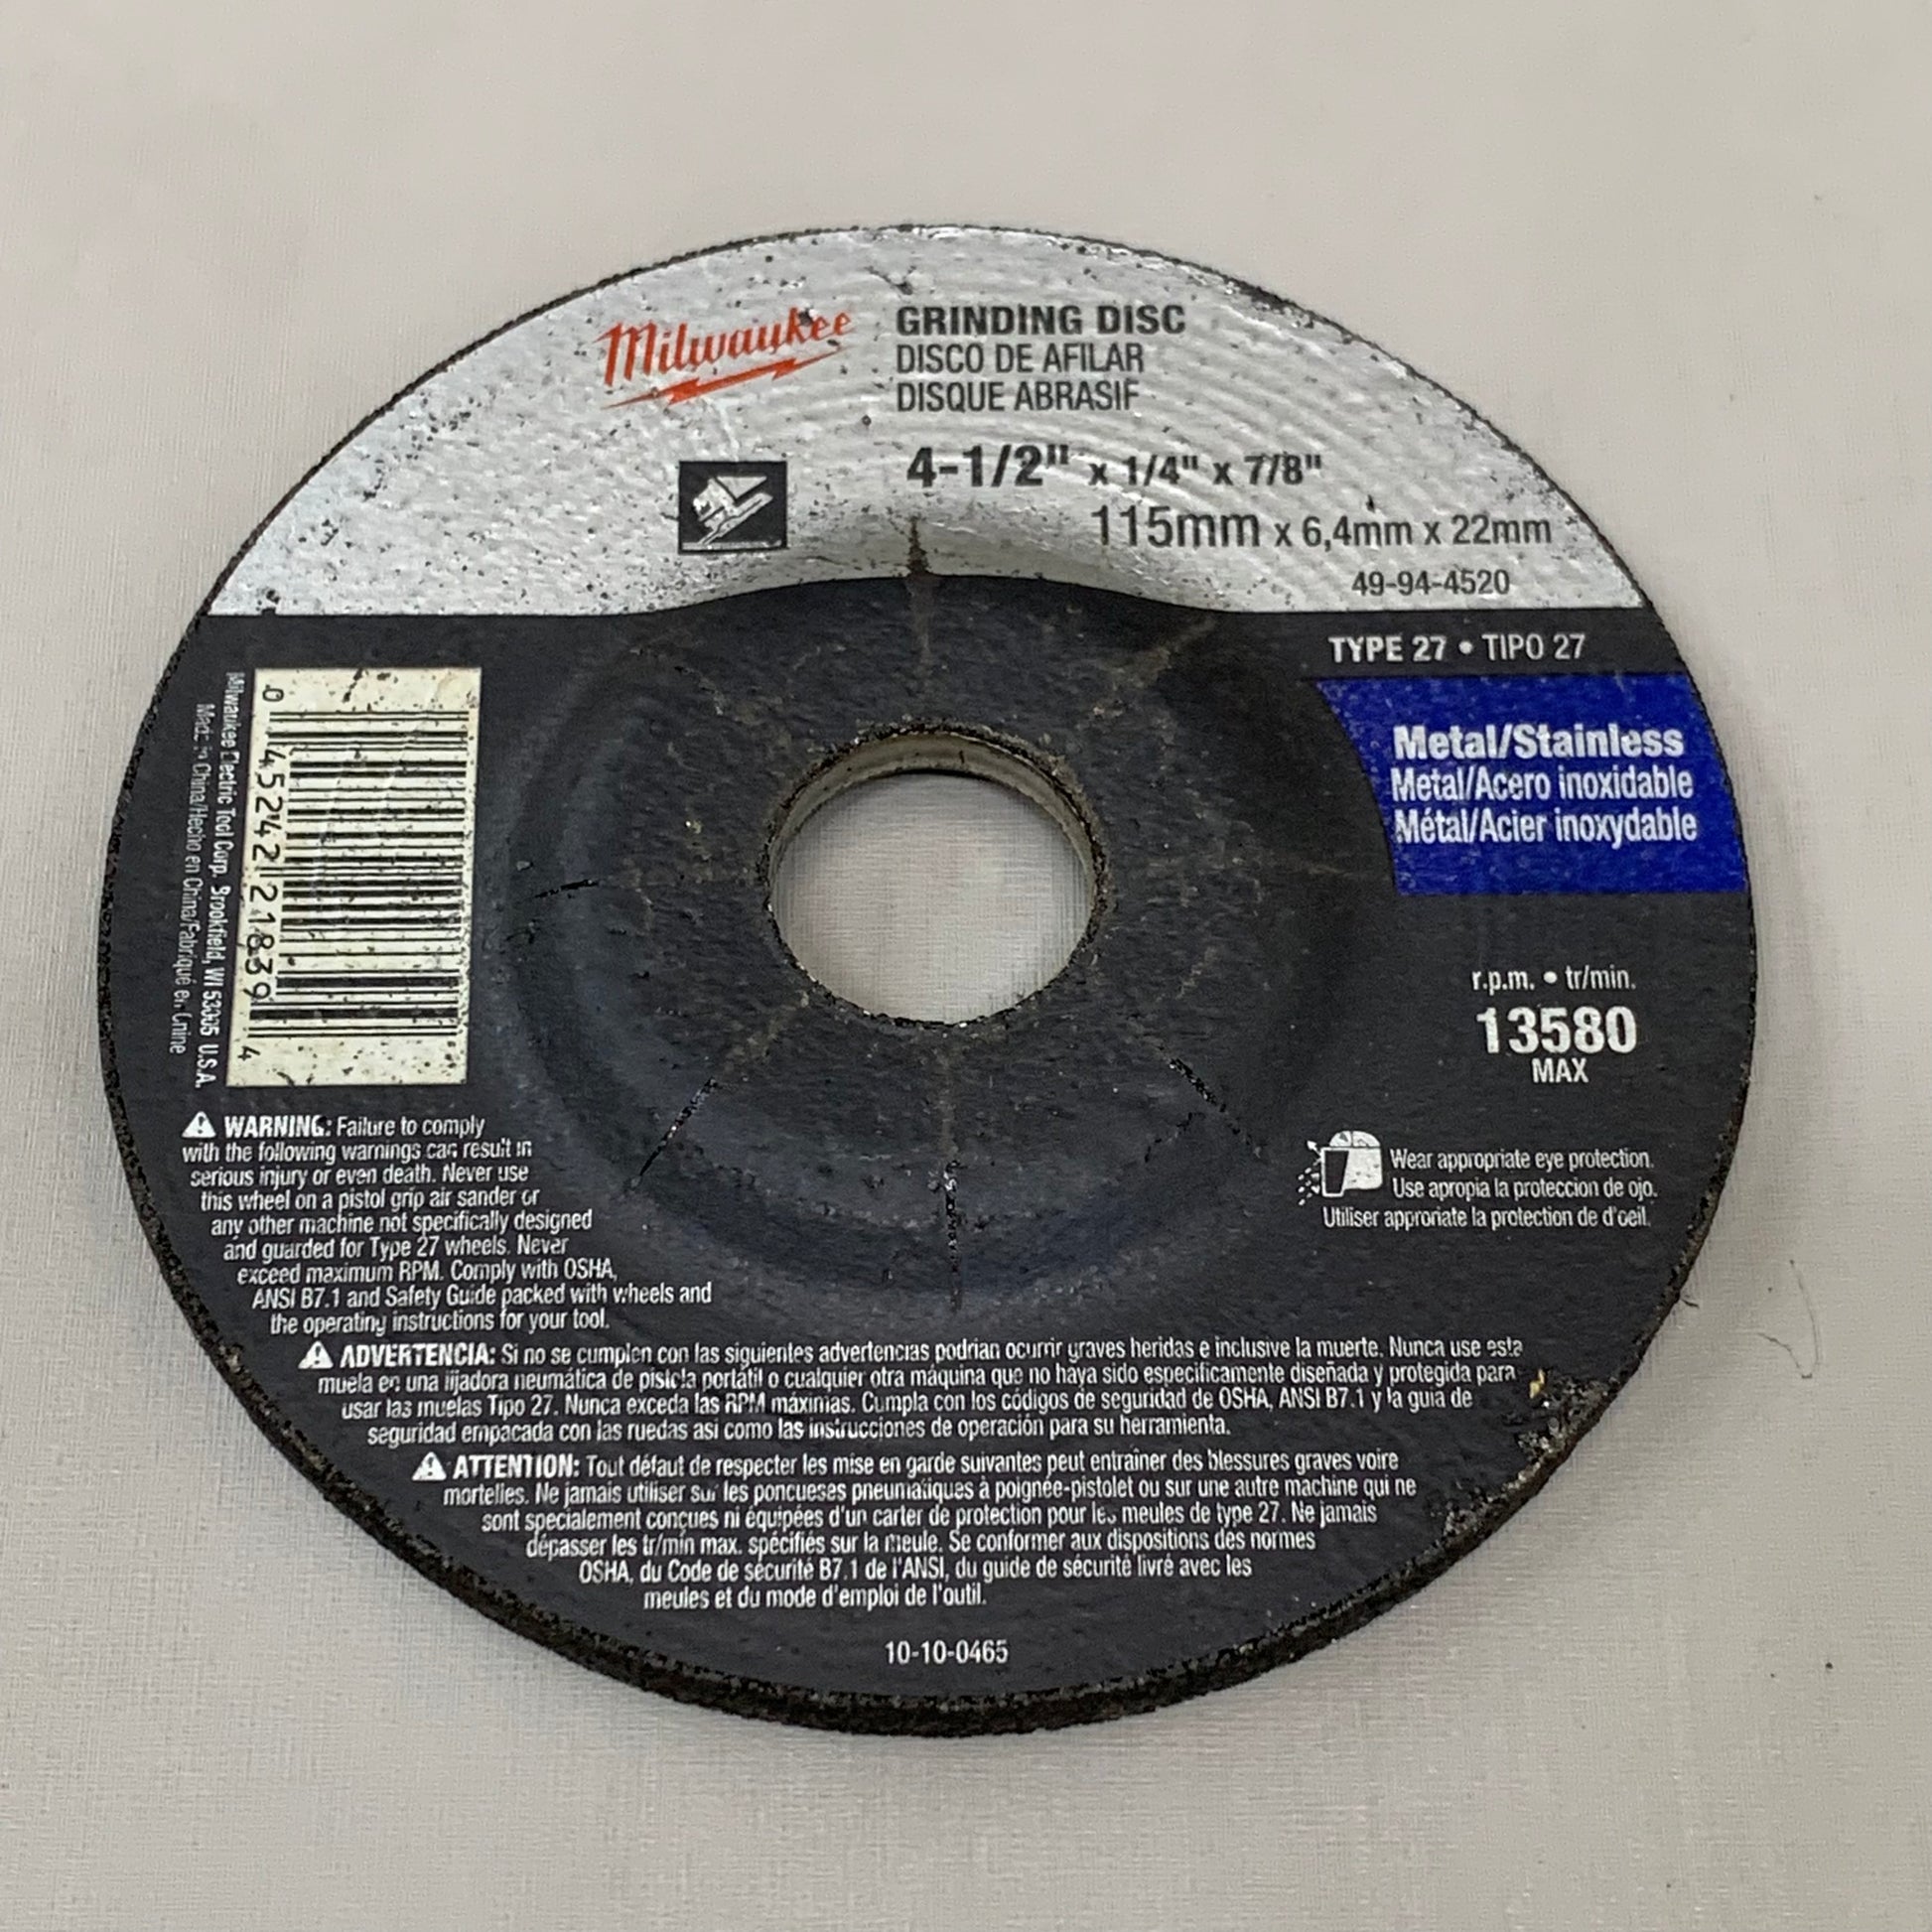 Milwaukee
GRINDING DISC
DISCO DE AFILAR
DISQUE ABRASIF
4-1/2" x 1/4" x 7/8"
115mm x 6,4mm x 22mm
49-94-4520
TYPE 27 • TIPO 27
Metal/Stainless
Metal/Acero inoxidable
Métal/Acier inoxydable
r.p.m. • tr/min.
13580
MAX
Wear appropriate eye protection.
Use apropia la proteccion de ojo.
Utiliser approriate la protection de d'oeil.
0 45242 21839 4
Milwaukee Electric Tool Corp. Brookfield, WI 53005 U.S.A.
Made in China/Hecho en China/Fabriqué en Chine
WARNING: Failure to comply
with the following warnings can result in
serious injury or even death. Never use
this wheel on a pistol grip air sander or
any other machine not specifically designed
and guarded for Type 27 wheels. Never
exceed maximum RPM. Comply with OSHA,
ANSI B7.1 and Safety Guide packed with wheels and
the operating instructions for your tool.
ADVERTENCIA: Si no se cumplen con las siguientes advertencias podrian ocurrir graves heridas e inclusive la muerte. Nunca use esta
muela en una lijadora neumática de pistola portátil o cualquier otra máquina que no haya sido especificamente diseñada y protegida para
usar las muelas Tipo 27. Nunca exceda las RPM máximas. Cumpla con los códigos de seguridad de OSHA, ANSI B7.1 y la guia de
seguridad empacada con las ruedas asi como las instrucciones de operación para su herramienta.
ATTENTION: Tout défaut de respecter les mise en garde suivantes peut entraîner des blessures graves voire
mortelles. Ne jamais utiliser sur les ponceuses pneumatiques à poignée-pistolet ou sur une autre machine qui ne
sont specialement conçues ni équipées d'un carter de protection pour les meules de type 27. Ne jamais
dépasser les tr/min max. spécifiés sur la meule. Se conformer aux dispositions des normes
OSHA, du Code de sécurité B7.1 de l'ANSI, du guide de sécurité livré avec les
meules et du mode d'emploi de l'outil.
10-10-0465